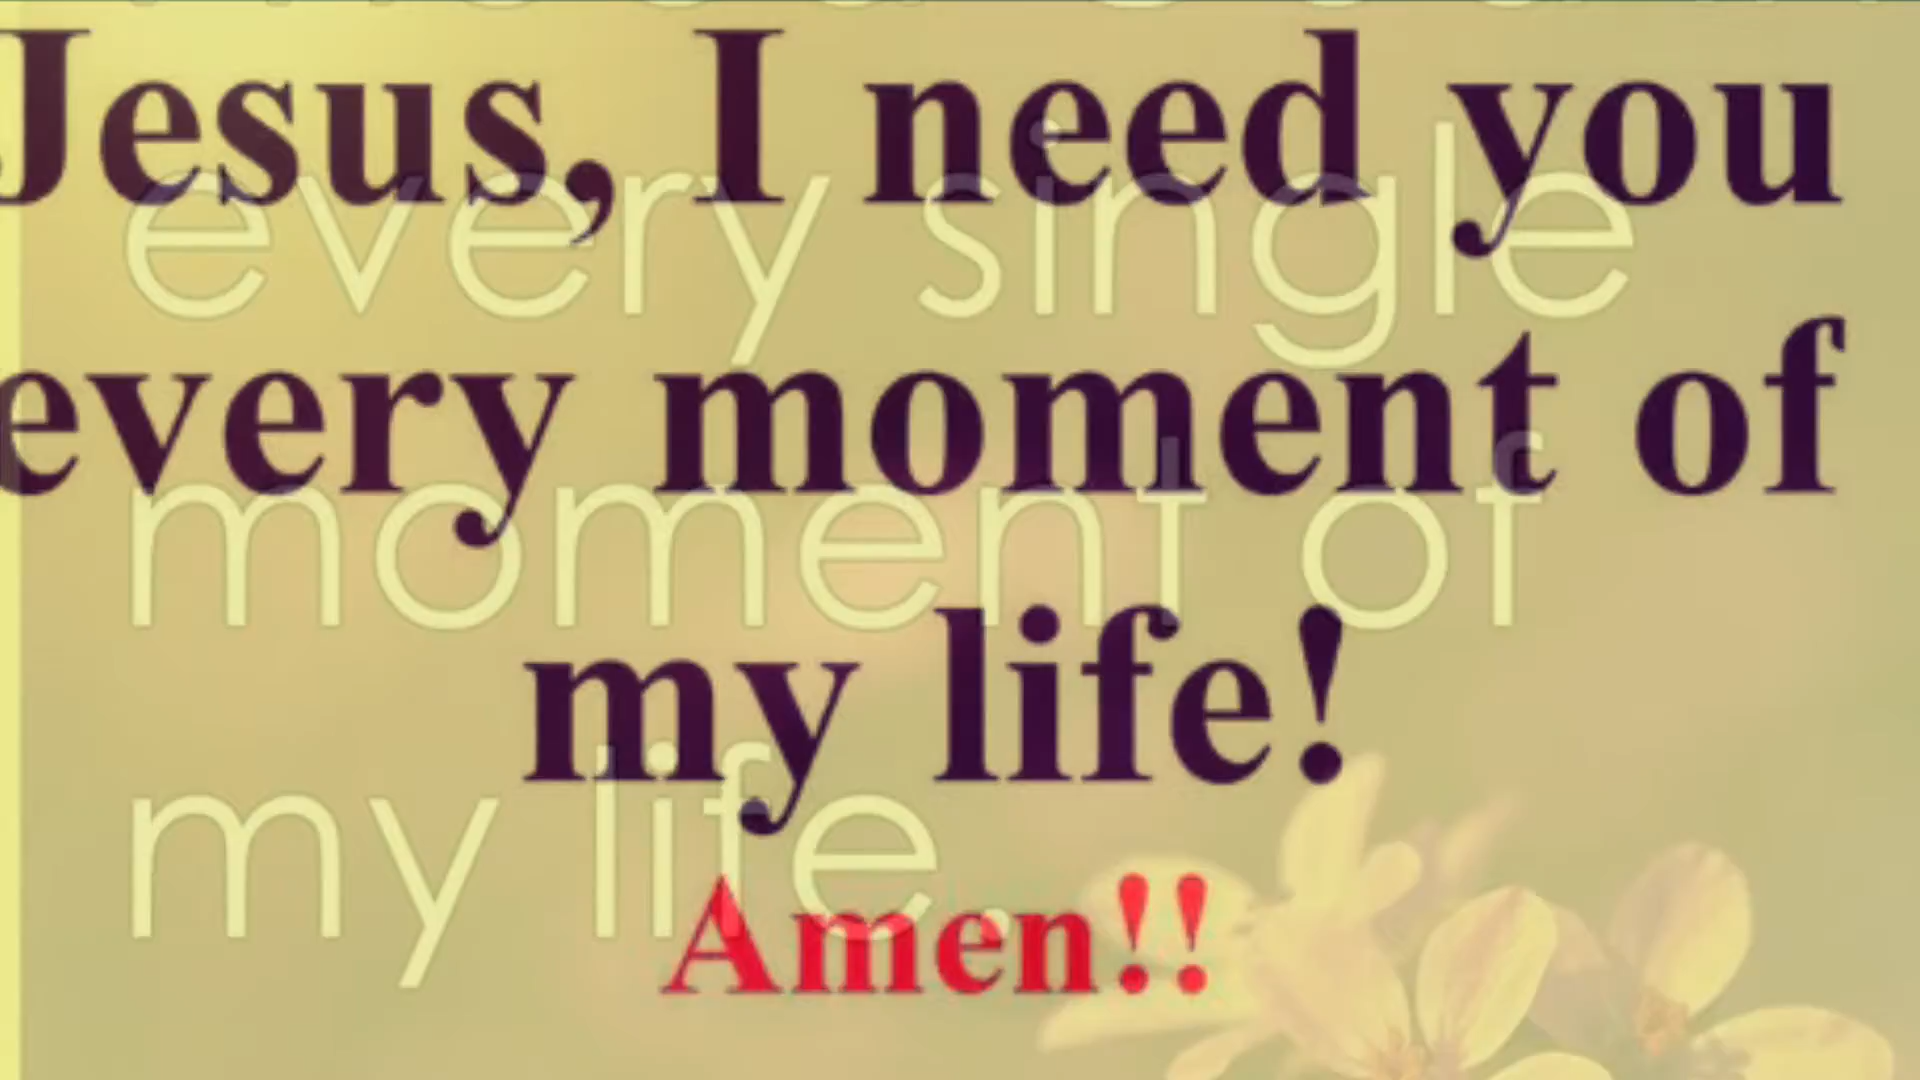 Jesus, I need you
every single
every moment of
moment of
my life!
my life.
Amen!!